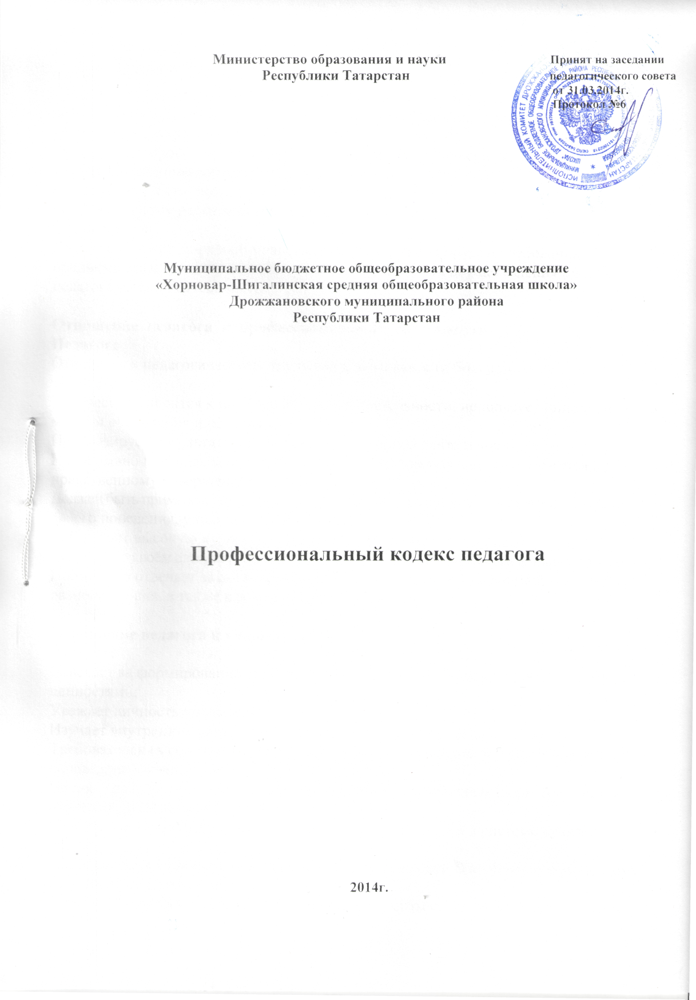 Министерство образования и науки
Республики Татарстан
Принят на заседании
педагогического совета
от 31.03.2014г.
Протокол №6
Муниципальное бюджетное общеобразовательное учреждение
«Хорновар-Шигалинская средняя общеобразовательная школа»
Дрожжановского муниципального района
Республики Татарстан
Профессиональный кодекс педагога
2014г.